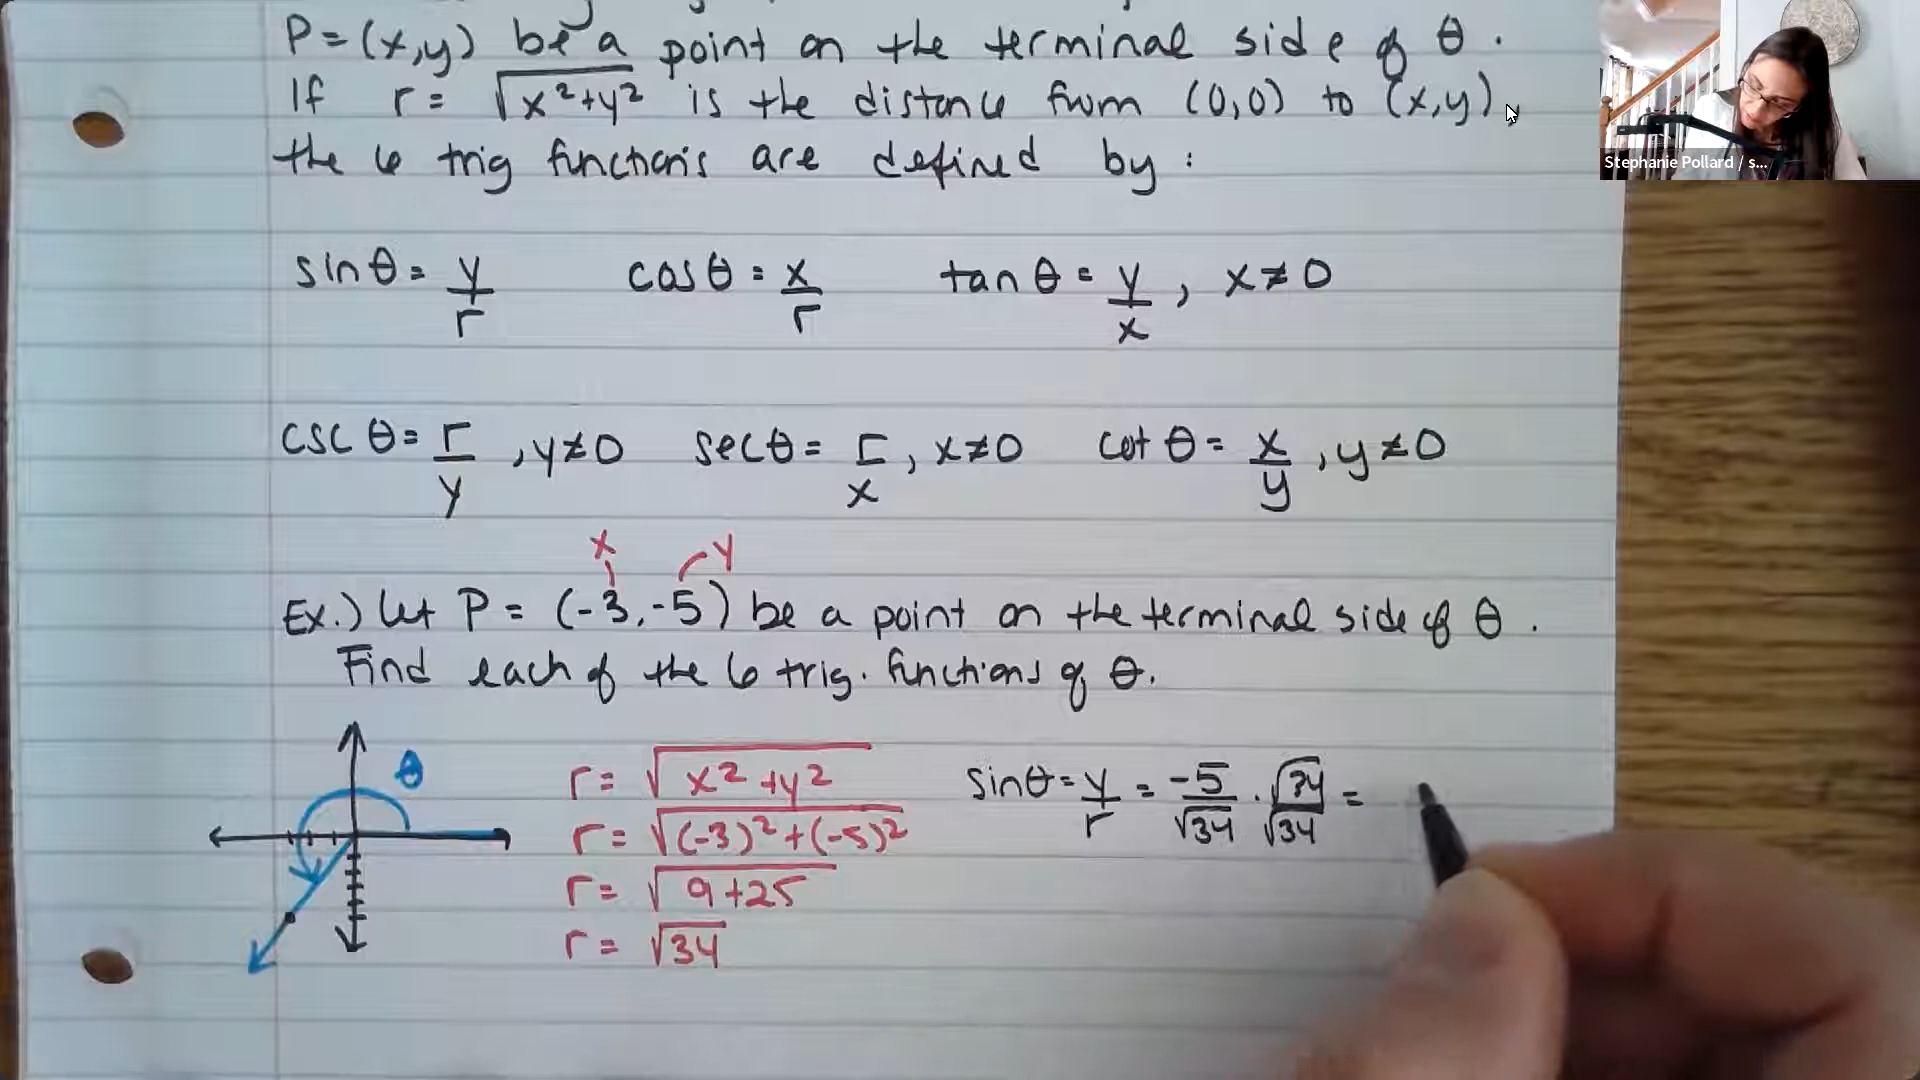 P = (x,y) be a point on the terminal side of θ.
If r = √x²+y² is the distance from (0,0) to (x,y),
the 6 trig functions are defined by:
Stephanie Pollard / s...
sin θ = y/r cos θ = x/r tan θ = y/x, x≠0
csc θ = r/y, y≠0 sec θ = r/x, x≠0 cot θ = x/y, y≠0
x y
Ex.) let P = (-3,-5) be a point on the terminal side of θ.
Find each of the 6 trig. functions of θ.
θ
r = √x²+y²
r = √(-3)²+(-5)²
r = √9+25
r = √34
sin θ = y/r = -5/√34 · √34/√34 =